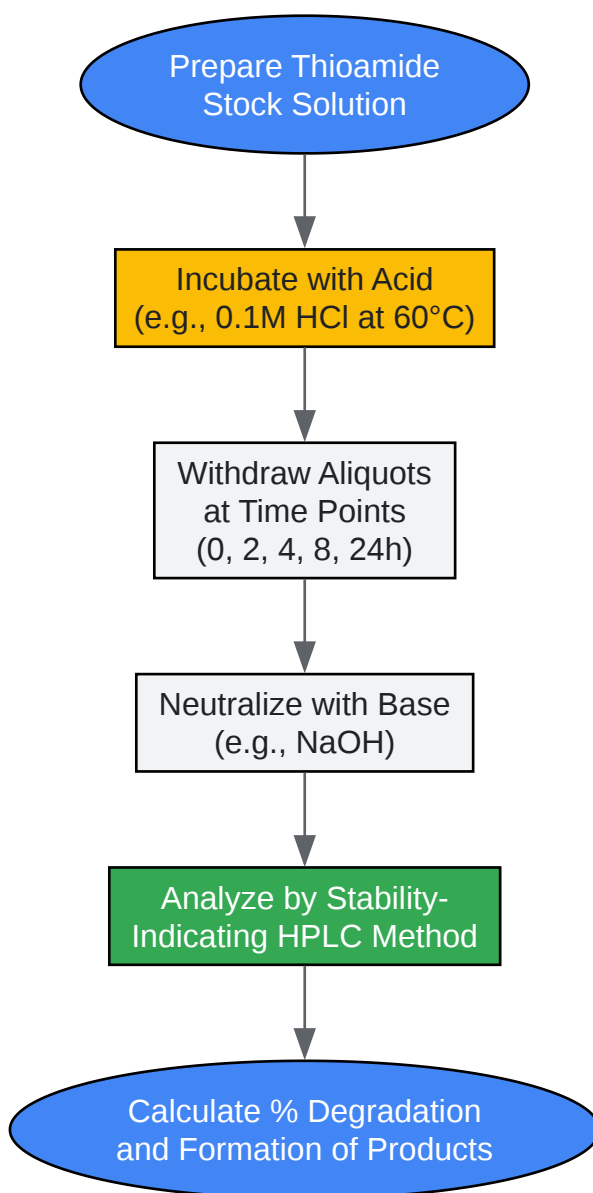 Prepare Thioamide
Stock Solution
Incubate with Acid
(e.g., 0.1M HCl at 60°C)
Withdraw Aliquots
at Time Points
(0, 2, 4, 8, 24h)
Neutralize with Base
(e.g., NaOH)
Analyze by Stability-
Indicating HPLC Method
Calculate % Degradation
and Formation of Products